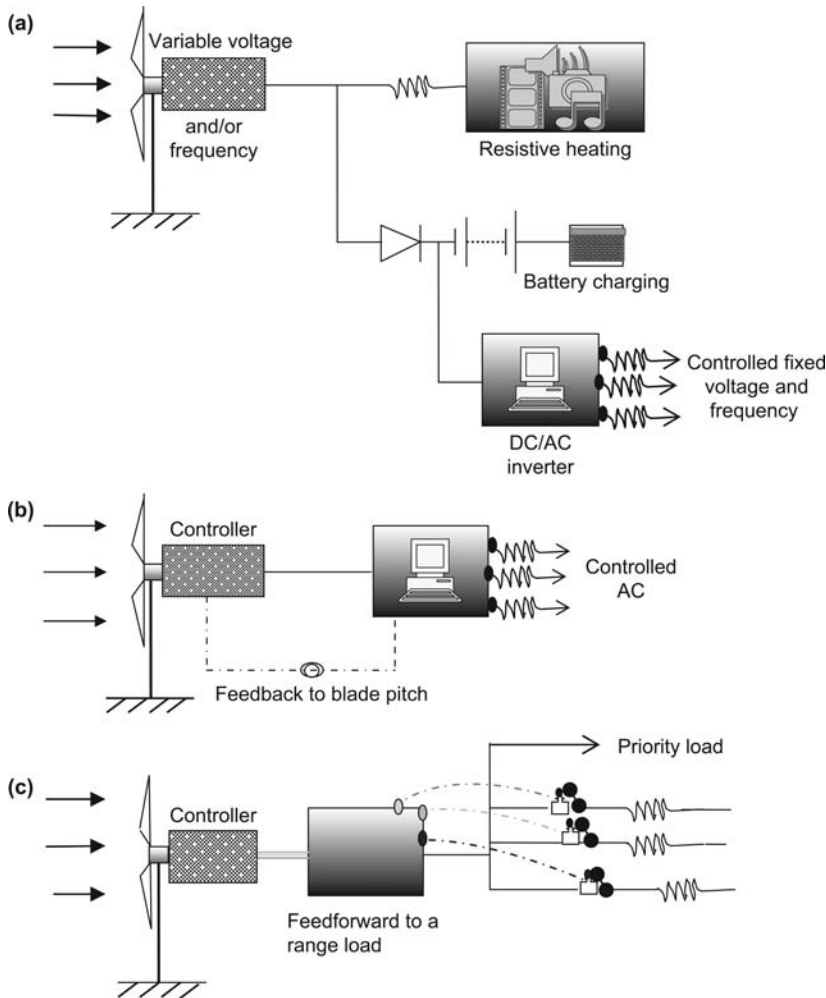 (a)
Variable voltage
and/or
frequency
Resistive heating
Battery charging
DC/AC
inverter
Controlled fixed
voltage and
frequency
(b)
Controller
Controlled
AC
Feedback to blade pitch
(c)
Controller
Priority load
Feedforward to a
range load